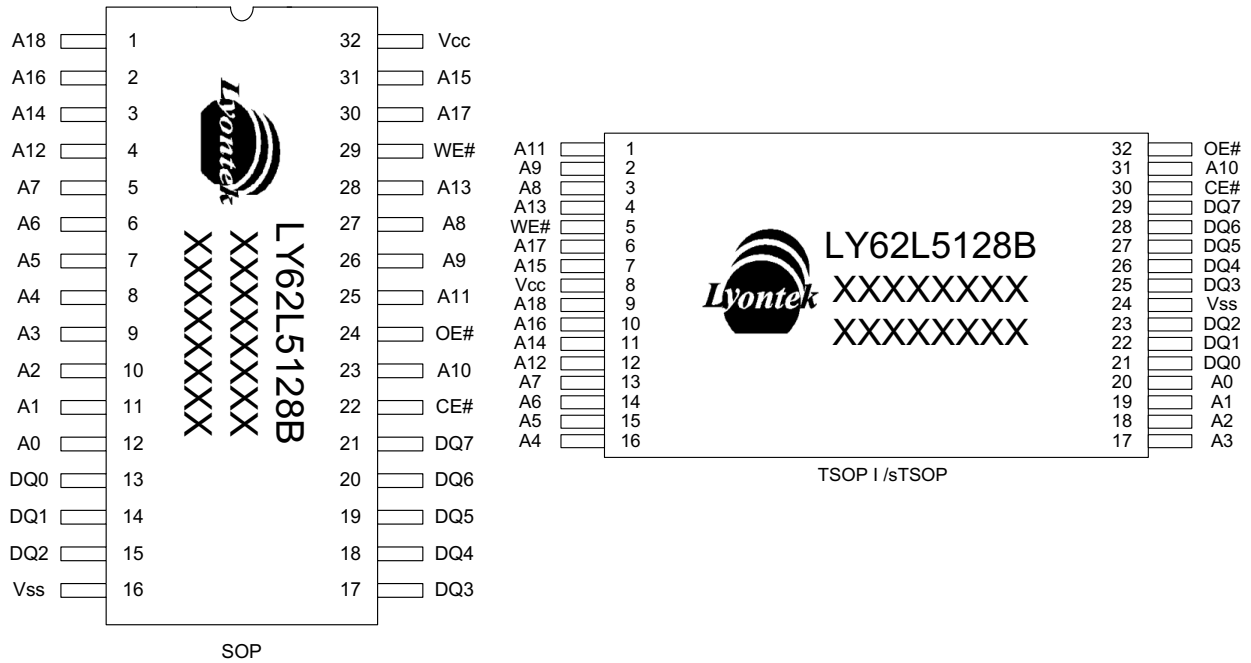 A18 1 32 Vcc
A16 2 31 A15
A14 3 30 A17
A12 4 29 WE#
A7 5 28 A13
A6 6 27 A8
A5 7 26 A9
A4 8 25 A11
A3 9 24 OE#
A2 10 23 A10
A1 11 22 CE#
A0 12 21 DQ7
DQ0 13 20 DQ6
DQ1 14 19 DQ5
DQ2 15 18 DQ4
Vss 16 17 DQ3
Lyontek
LY62L5128B
XXXXXXXX
XXXXXXXX
SOP
A11 1 32 OE#
A9 2 31 A10
A8 3 30 CE#
A13 4 29 DQ7
WE# 5 28 DQ6
A17 6 27 DQ5
A15 7 26 DQ4
Vcc 8 25 DQ3
A18 9 24 Vss
A16 10 23 DQ2
A14 11 22 DQ1
A12 12 21 DQ0
A7 13 20 A0
A6 14 19 A1
A5 15 18 A2
A4 16 17 A3
Lyontek
LY62L5128B
XXXXXXXX
XXXXXXXX
TSOP I /sTSOP